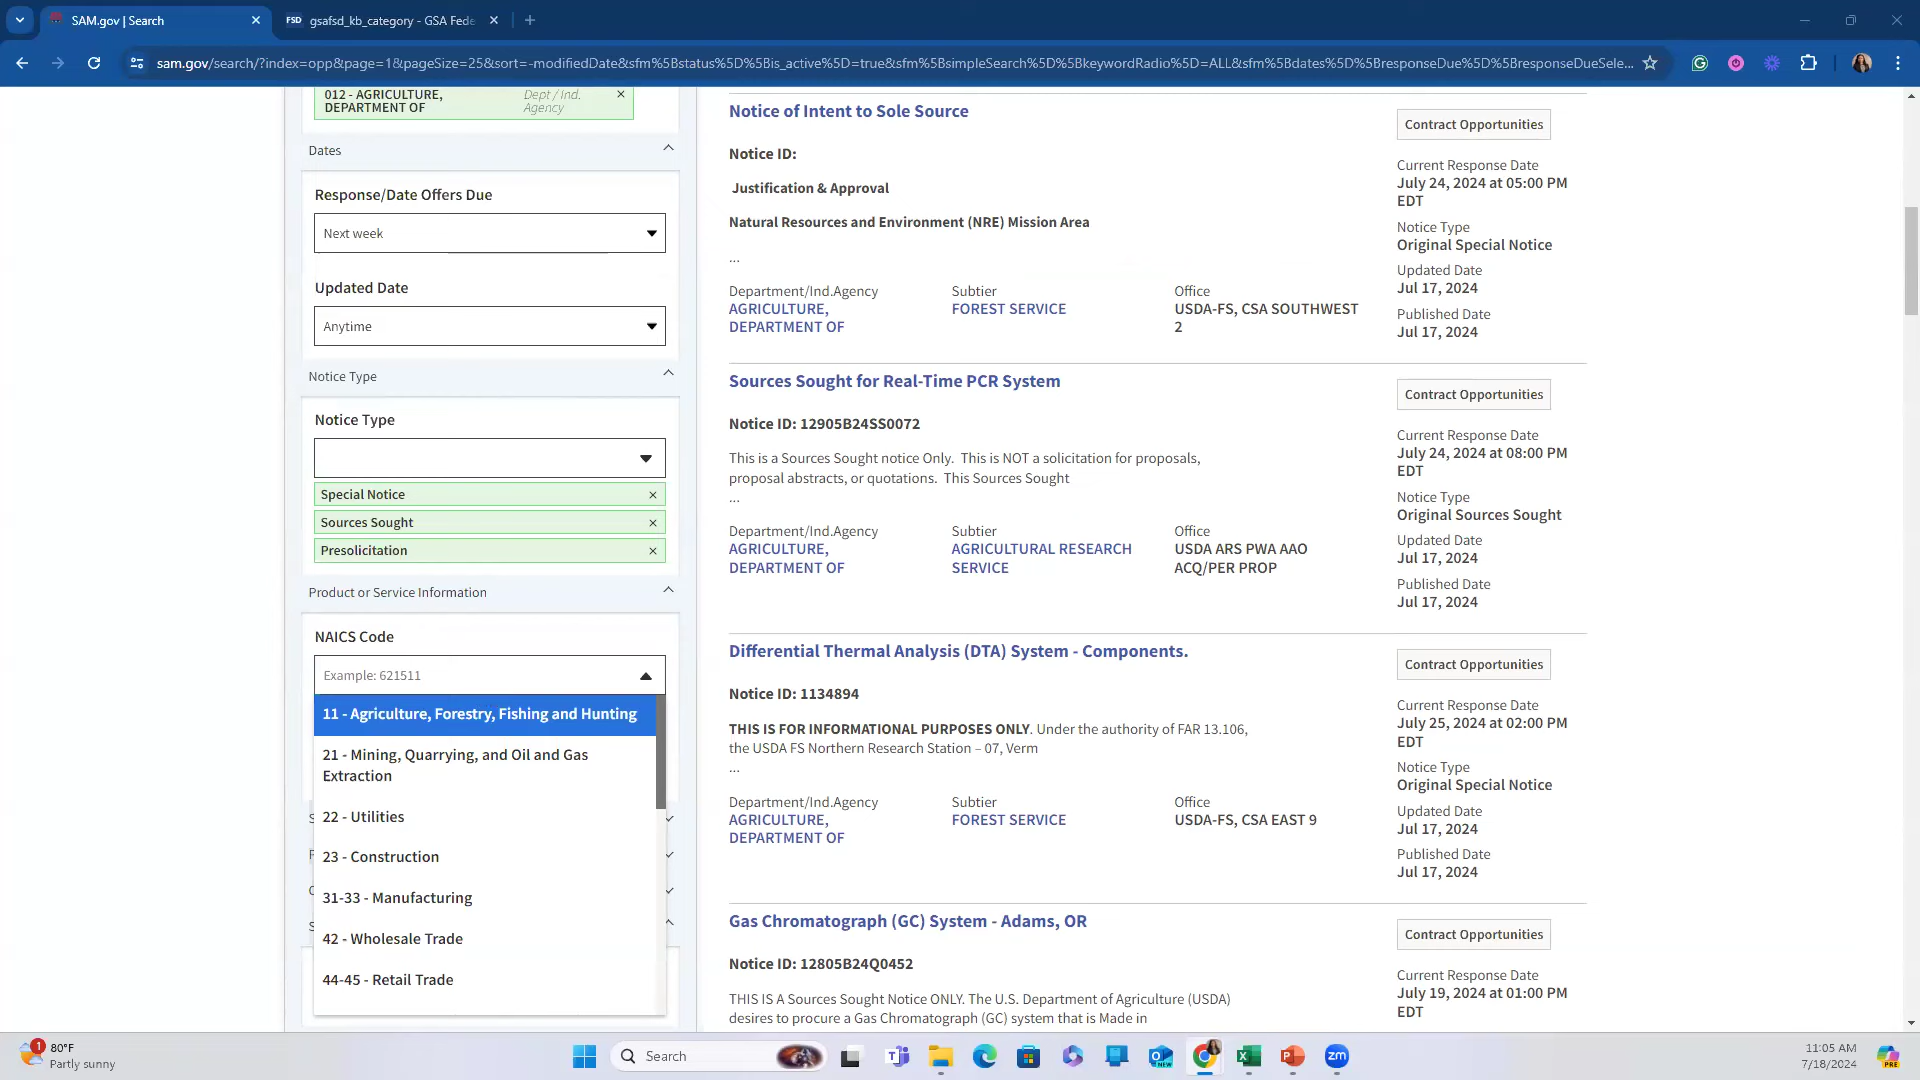 SAM.gov | Search
FSD gsafsd_kb_category - GSA Fede
sam.gov/search/?index=opp&page=1&pageSize=25&sort=-modifiedDate&sfm%5Bstatus%5D%5Bis_active%5D=true&sfm%5BsimpleSearch%5D%5BkeywordRadio%5D=ALL&sfm%5Bdates%5D%5BresponseDue%5D%5BresponseDueSele...
012 - AGRICULTURE,
DEPARTMENT OF
Dept / Ind.
Agency
Dates
Response/Date Offers Due
Next week
Updated Date
Anytime
Notice Type
Notice Type
Special Notice
Sources Sought
Presolicitation
Product or Service Information
NAICS Code
Example: 621511
11 - Agriculture, Forestry, Fishing and Hunting
21 - Mining, Quarrying, and Oil and Gas
Extraction
22 - Utilities
23 - Construction
31-33 - Manufacturing
42 - Wholesale Trade
44-45 - Retail Trade
Notice of Intent to Sole Source
Notice ID:
Justification & Approval
Natural Resources and Environment (NRE) Mission Area
...
Department/Ind.Agency
AGRICULTURE,
DEPARTMENT OF
Subtier
FOREST SERVICE
Office
USDA-FS, CSA SOUTHWEST
2
Contract Opportunities
Current Response Date
July 24, 2024 at 05:00 PM
EDT
Notice Type
Original Special Notice
Updated Date
Jul 17, 2024
Published Date
Jul 17, 2024
Sources Sought for Real-Time PCR System
Notice ID: 12905B24SS0072
This is a Sources Sought notice Only. This is NOT a solicitation for proposals,
proposal abstracts, or quotations. This Sources Sought
...
Department/Ind.Agency
AGRICULTURE,
DEPARTMENT OF
Subtier
AGRICULTURAL RESEARCH
SERVICE
Office
USDA ARS PWA AAO
ACQ/PER PROP
Contract Opportunities
Current Response Date
July 24, 2024 at 08:00 PM
EDT
Notice Type
Original Sources Sought
Updated Date
Jul 17, 2024
Published Date
Jul 17, 2024
Differential Thermal Analysis (DTA) System - Components.
Notice ID: 1134894
THIS IS FOR INFORMATIONAL PURPOSES ONLY. Under the authority of FAR 13.106,
the USDA FS Northern Research Station – 07, Verm
...
Department/Ind.Agency
AGRICULTURE,
DEPARTMENT OF
Subtier
FOREST SERVICE
Office
USDA-FS, CSA EAST 9
Contract Opportunities
Current Response Date
July 25, 2024 at 02:00 PM
EDT
Notice Type
Original Special Notice
Updated Date
Jul 17, 2024
Published Date
Jul 17, 2024
Gas Chromatograph (GC) System - Adams, OR
Notice ID: 12805B24Q0452
THIS IS A Sources Sought Notice ONLY. The U.S. Department of Agriculture (USDA)
desires to procure a Gas Chromatograph (GC) system that is Made in
Contract Opportunities
Current Response Date
July 19, 2024 at 01:00 PM
EDT
1
80°F
Partly sunny
Search
zm
11:05 AM
7/18/2024
PRE